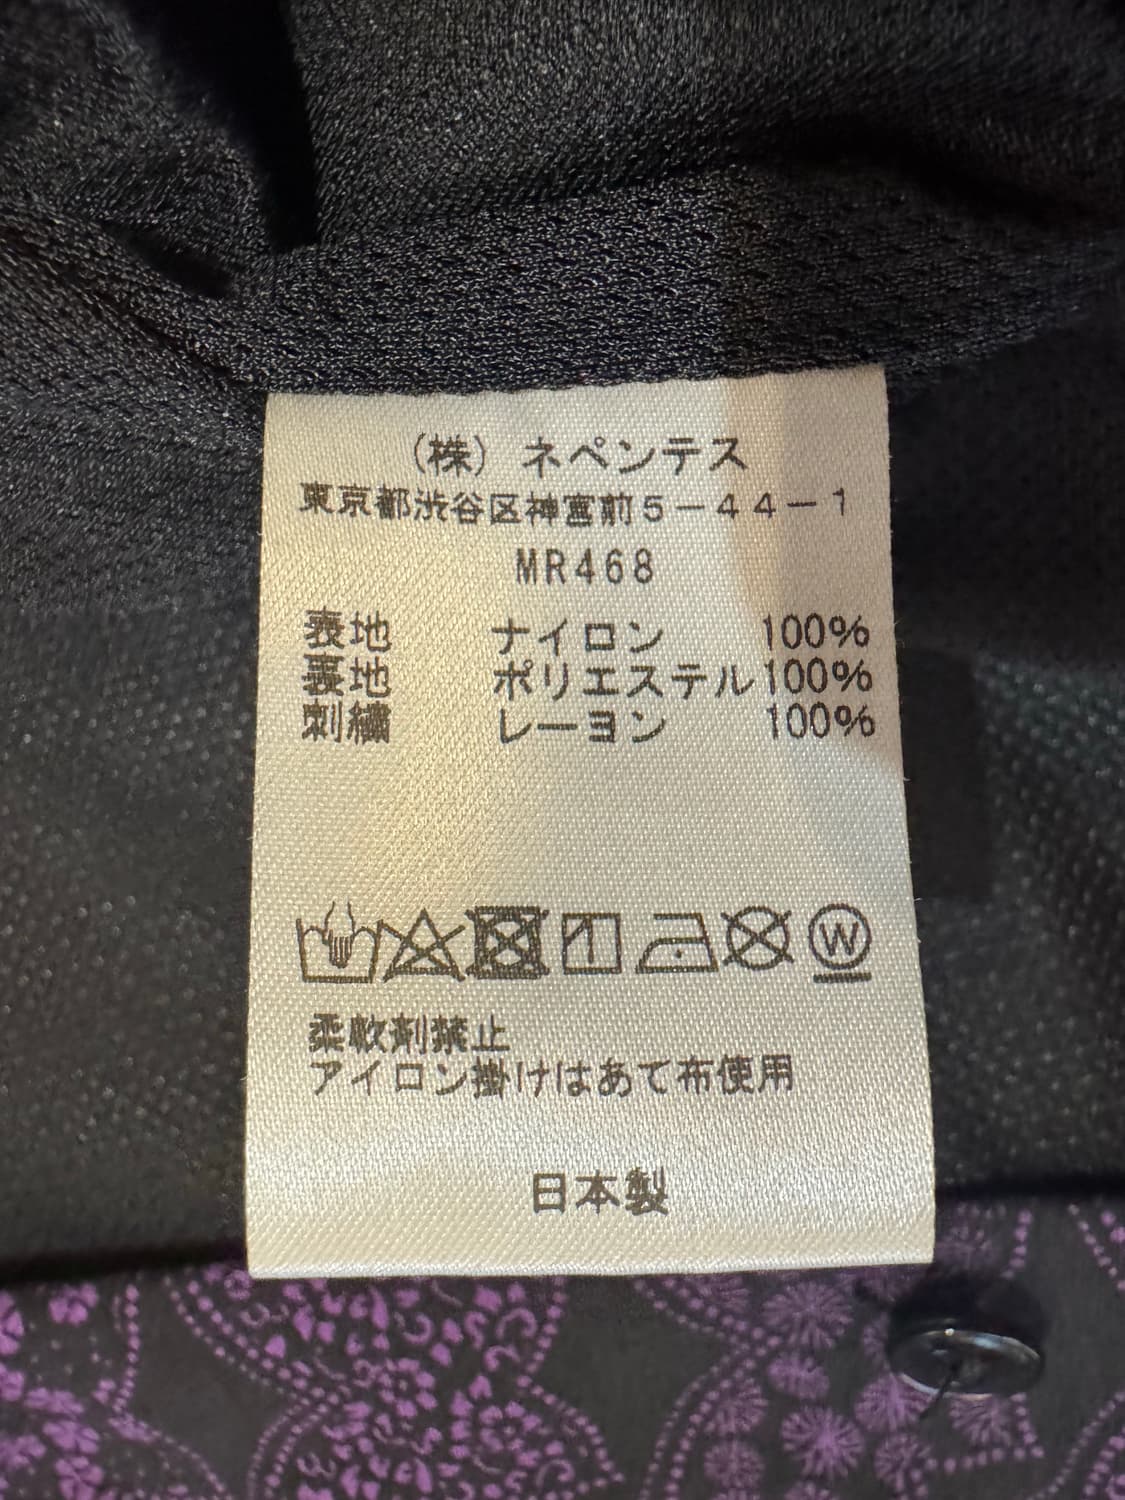 (株) ネペンテス
東京都渋谷区神宮前5-44-1
MR468
表地 ナイロン 100%
裏地 ポリエステル100%
刺繍 レーヨン 100%
W
柔軟剤禁止
アイロン掛けはあて布使用
日本製